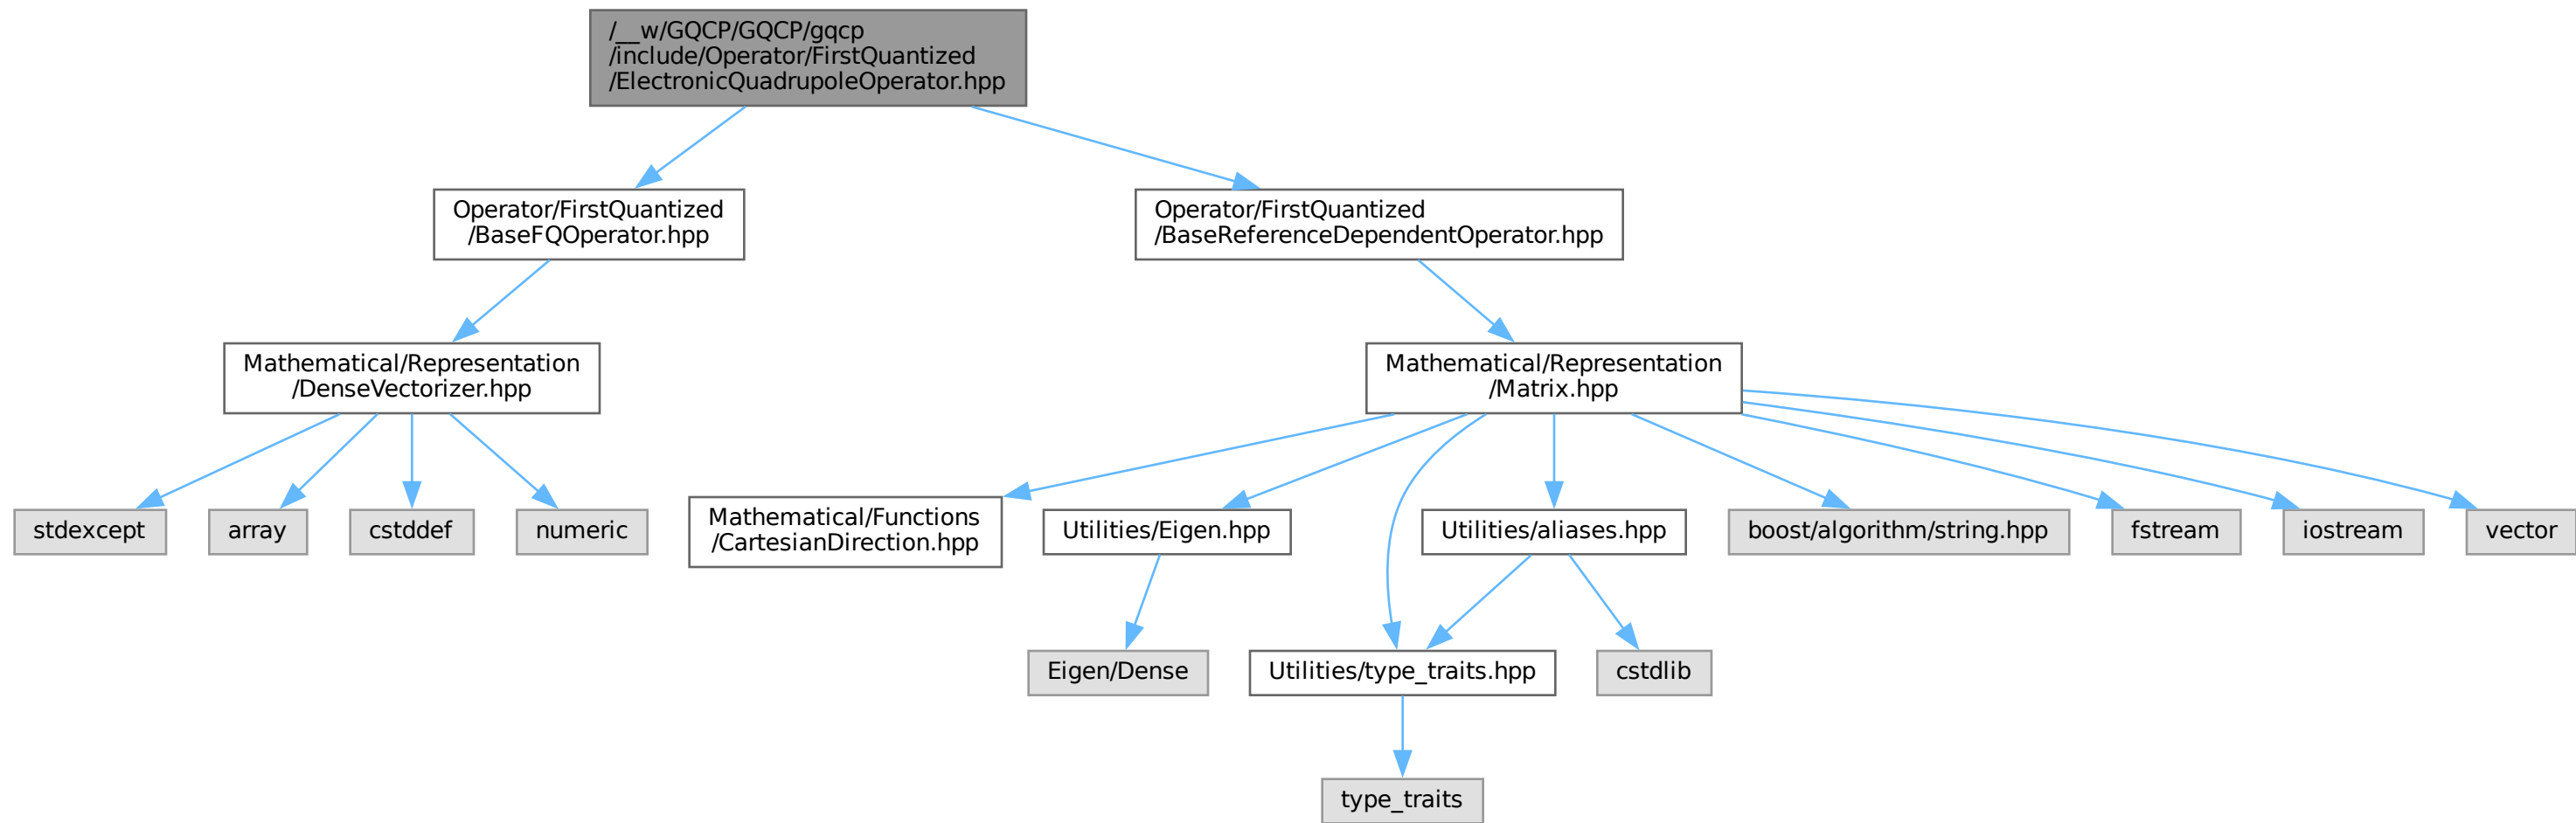 /__w/GQCP/GQCP/gqcp
/include/Operator/FirstQuantized
/ElectronicQuadrupoleOperator.hpp
Operator/FirstQuantized
/BaseFQOperator.hpp
Operator/FirstQuantized
/BaseReferenceDependentOperator.hpp
Mathematical/Representation
/DenseVectorizer.hpp
Mathematical/Representation
/Matrix.hpp
stdexcept
array
cstddef
numeric
Mathematical/Functions
/CartesianDirection.hpp
Utilities/Eigen.hpp
Utilities/aliases.hpp
boost/algorithm/string.hpp
fstream
iostream
vector
Eigen/Dense
Utilities/type_traits.hpp
cstdlib
type_traits